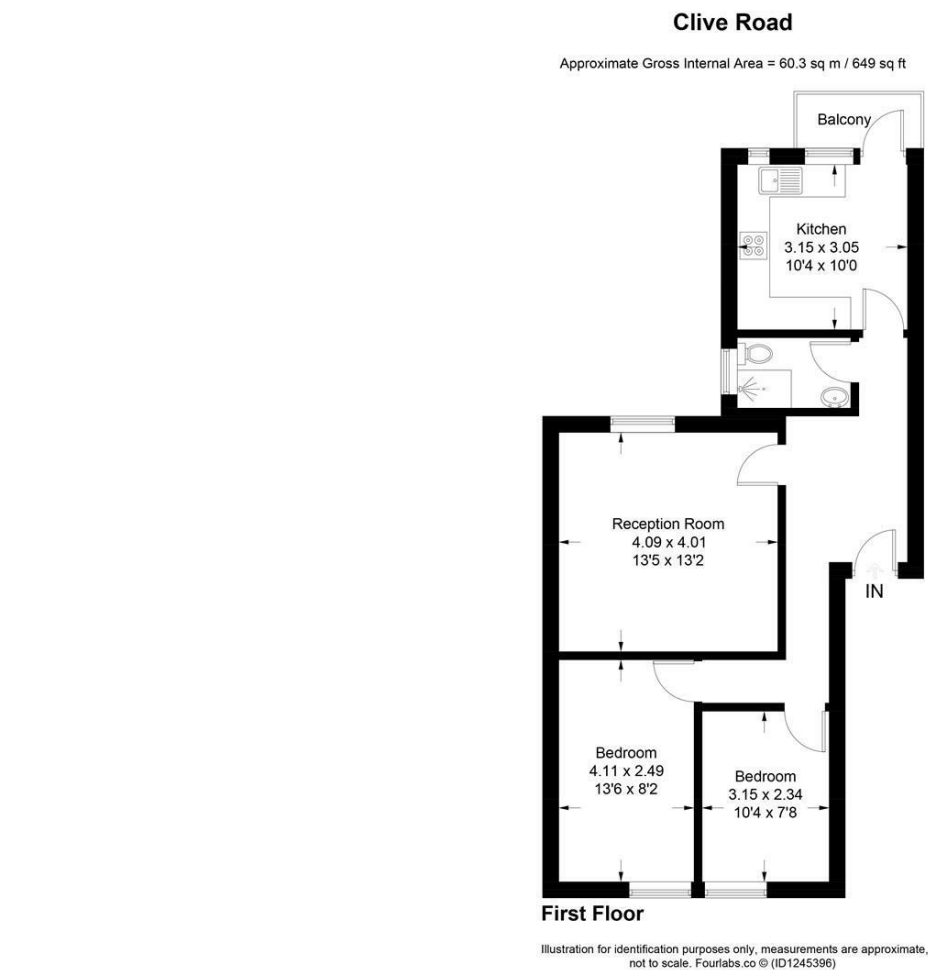 Clive Road
Approximate Gross Internal Area = 60.3 sq m / 649 sq ft
Balcony
Kitchen
3.15 x 3.05
10'4 x 10'0
Reception Room
4.09 x 4.01
13'5 x 13'2
IN
Bedroom
4.11 x 2.49
13'6 x 8'2
Bedroom
3.15 x 2.34
10'4 x 7'8
First Floor
Illustration for identification purposes only, measurements are approximate,
not to scale. Fourlabs.co © (ID1245396)